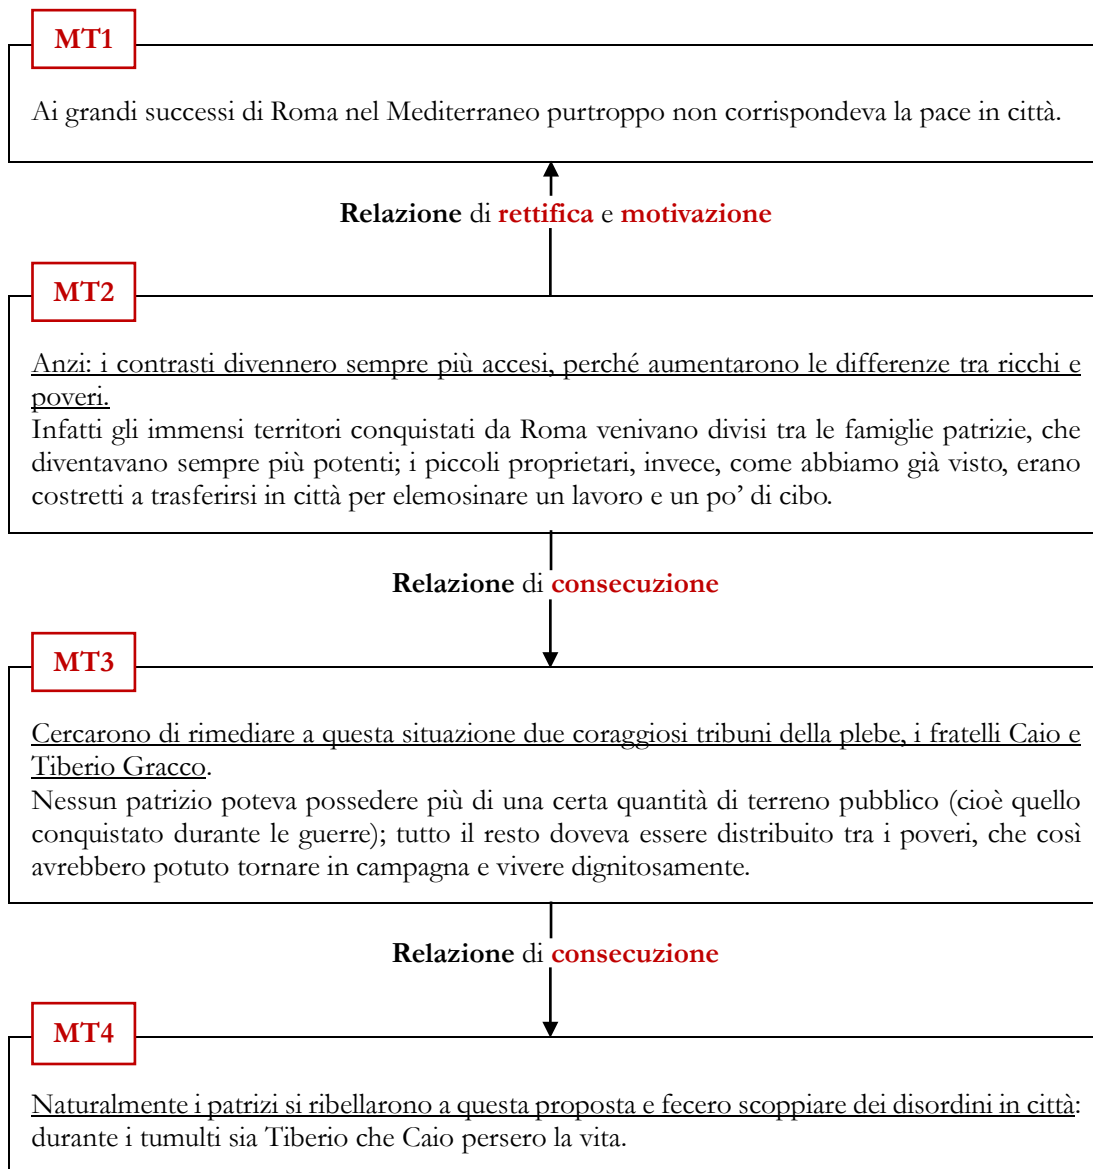 MT1
Ai grandi successi di Roma nel Mediterraneo purtroppo non corrispondeva la pace in città.
Relazione di rettifica e motivazione
MT2
Anzi: i contrasti divennero sempre più accesi, perché aumentarono le differenze tra ricchi e
poveri.
Infatti gli immensi territori conquistati da Roma venivano divisi tra le famiglie patrizie, che
diventavano sempre più potenti; i piccoli proprietari, invece, come abbiamo già visto, erano
costretti a trasferirsi in città per elemosinare un lavoro e un po’ di cibo.
Relazione di consecuzione
MT3
Cercarono di rimediare a questa situazione due coraggiosi tribuni della plebe, i fratelli Caio e
Tiberio Gracco.
Nessun patrizio poteva possedere più di una certa quantità di terreno pubblico (cioè quello
conquistato durante le guerre); tutto il resto doveva essere distribuito tra i poveri, che così
avrebbero potuto tornare in campagna e vivere dignitosamente.
Relazione di consecuzione
MT4
Naturalmente i patrizi si ribellarono a questa proposta e fecero scoppiare dei disordini in città:
durante i tumulti sia Tiberio che Caio persero la vita.